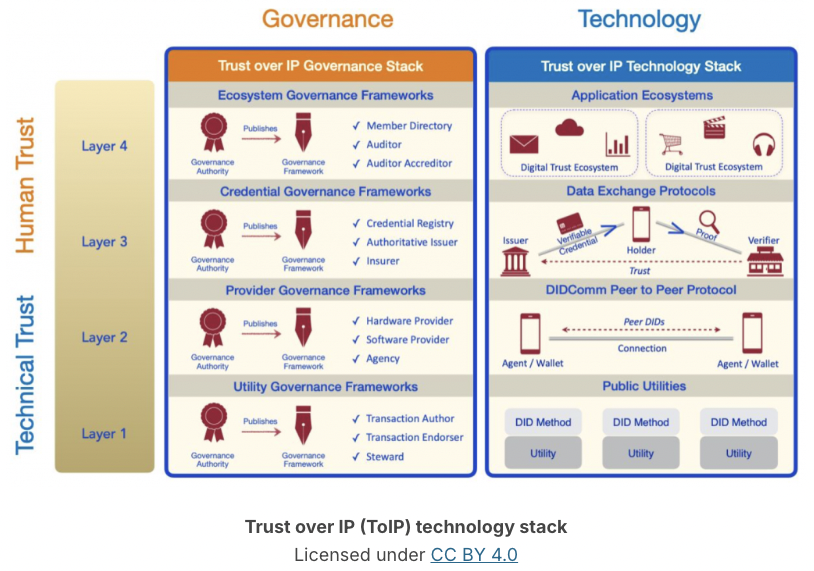 Governance
Technology
Human Trust
Technical Trust
Layer 4
Layer 3
Layer 2
Layer 1
Trust over IP Governance Stack
Ecosystem Governance Frameworks
Governance
Authority
Publishes
Governance
Framework
✓ Member Directory
✓ Auditor
✓ Auditor Accreditor
Credential Governance Frameworks
Governance
Authority
Publishes
Governance
Framework
✓ Credential Registry
✓ Authoritative Issuer
✓ Insurer
Provider Governance Frameworks
Governance
Authority
Publishes
Governance
Framework
✓ Hardware Provider
✓ Software Provider
✓ Agency
Utility Governance Frameworks
Governance
Authority
Publishes
Governance
Framework
✓ Transaction Author
✓ Transaction Endorser
✓ Steward
Trust over IP Technology Stack
Application Ecosystems
Digital Trust Ecosystem
Digital Trust Ecosystem
Data Exchange Protocols
Issuer
Verifiable
Credential
Holder
Proof
Verifier
Trust
DIDComm Peer to Peer Protocol
Peer DIDs
Connection
Agent / Wallet
Agent / Wallet
Public Utilities
DID Method
DID Method
DID Method
Utility
Utility
Utility
Trust over IP (ToIP) technology stack
Licensed under CC BY 4.0